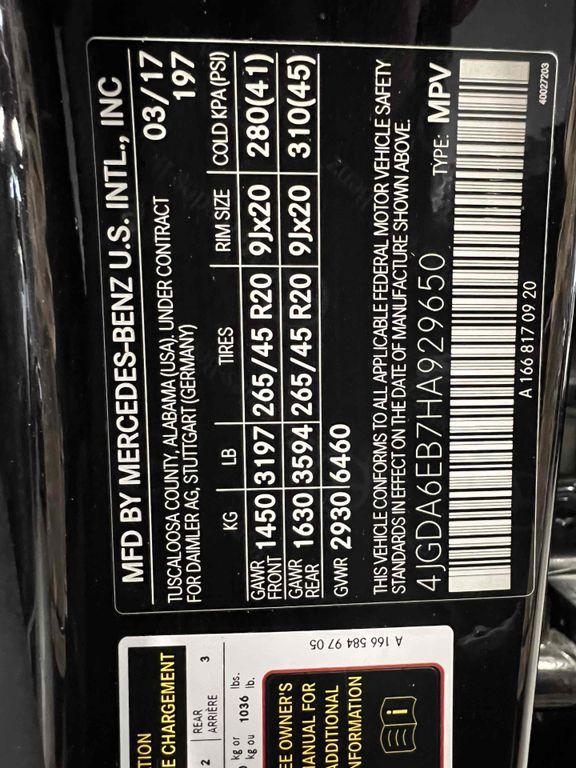 MFD BY MERCEDES-BENZ U.S. INTL., INC
03/17
197
TUSCALOOSA COUNTY, ALABAMA (USA), UNDER CONTRACT
FOR DAIMLER AG, STUTTGART (GERMANY)
KG LB TIRES RIM SIZE COLD KPA(PSI)
GAWR FRONT 1450 3197 265/45 R20 9Jx20 280(41)
GAWR REAR 1630 3594 265/45 R20 9Jx20 310(45)
GVWR 2930 6460
THIS VEHICLE CONFORMS TO ALL APPLICABLE FEDERAL MOTOR VEHICLE SAFETY
STANDARDS IN EFFECT ON THE DATE OF MANUFACTURE SHOWN ABOVE.
4JGDA6EB7HA929650 TYPE: MPV
A 166 817 09 20
40027203
A 166 584 97 05
TION
E CHARGEMENT
2 REAR ARRIÈRE 3
kg or lbs.
kg ou 1036 lb.
EE OWNER'S
ANUAL FOR
ADDITIONAL
INFORMATION